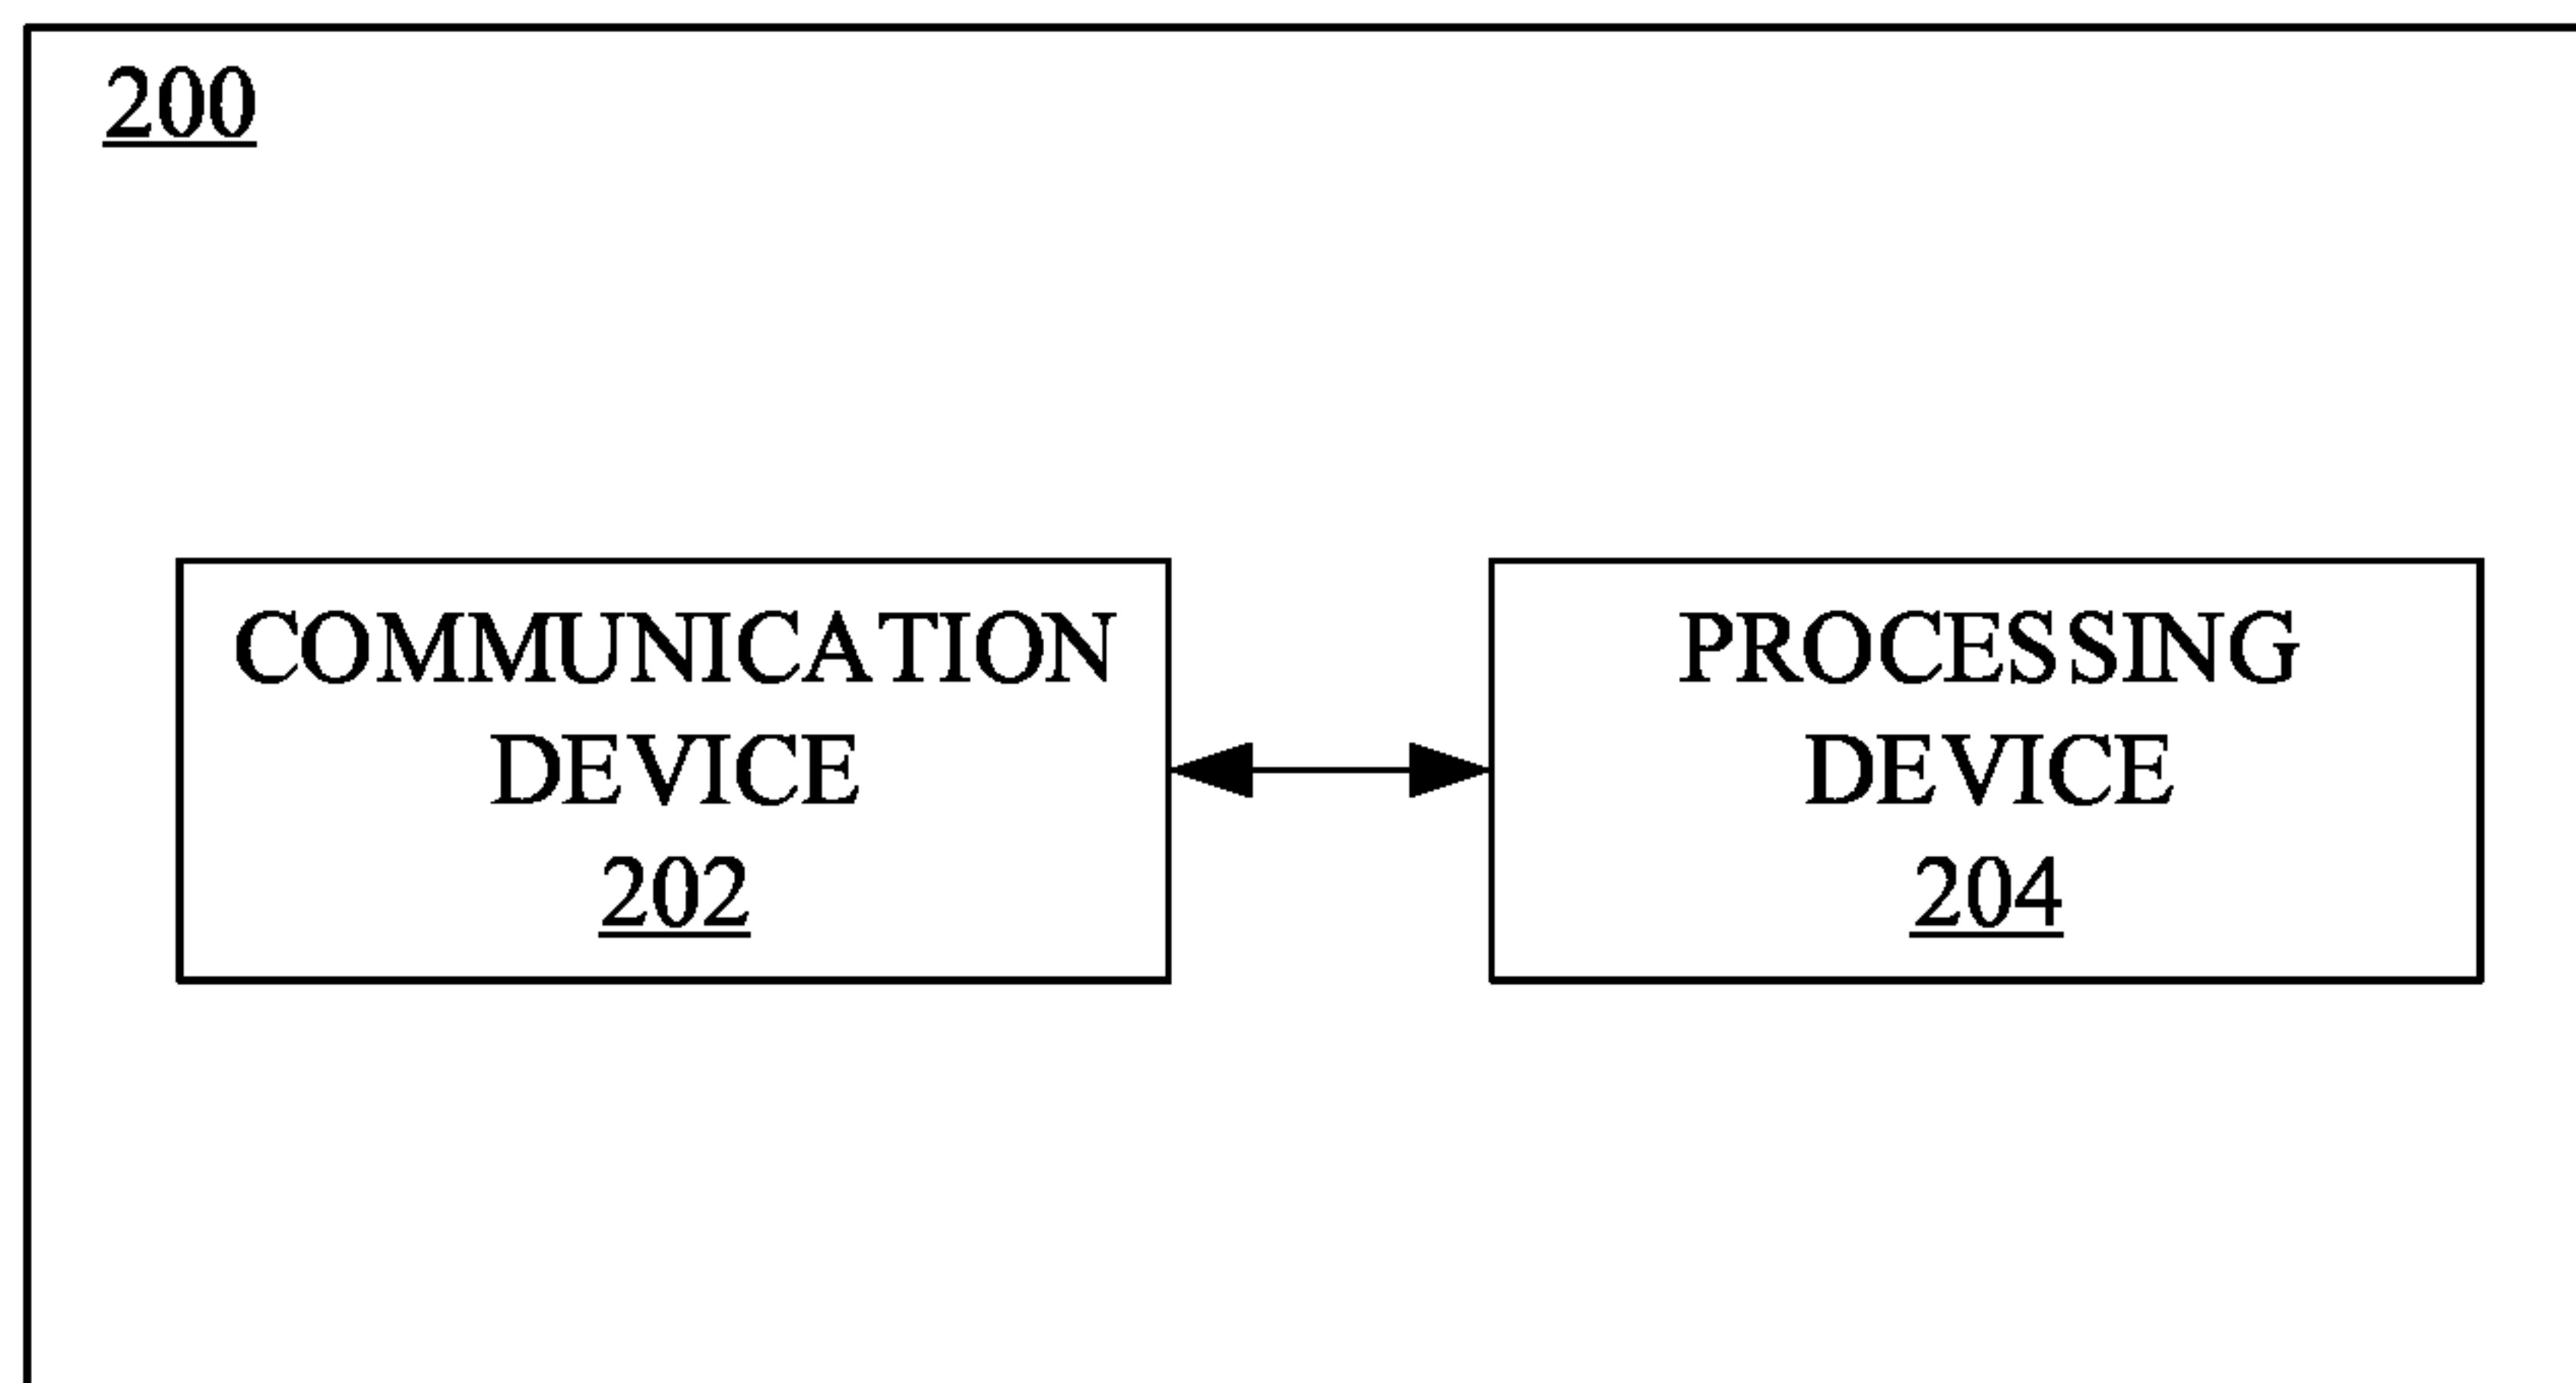 200
COMMUNICATION
DEVICE
202
PROCESSING
DEVICE
204